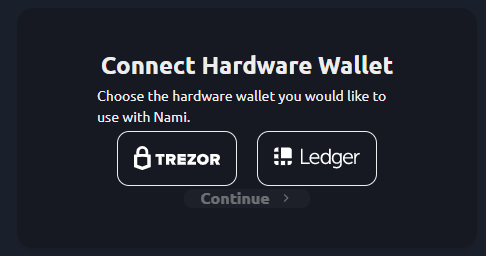 Connect Hardware Wallet
Choose the hardware wallet you would like to
use with Nami.
TREZOR Ledger
Continue